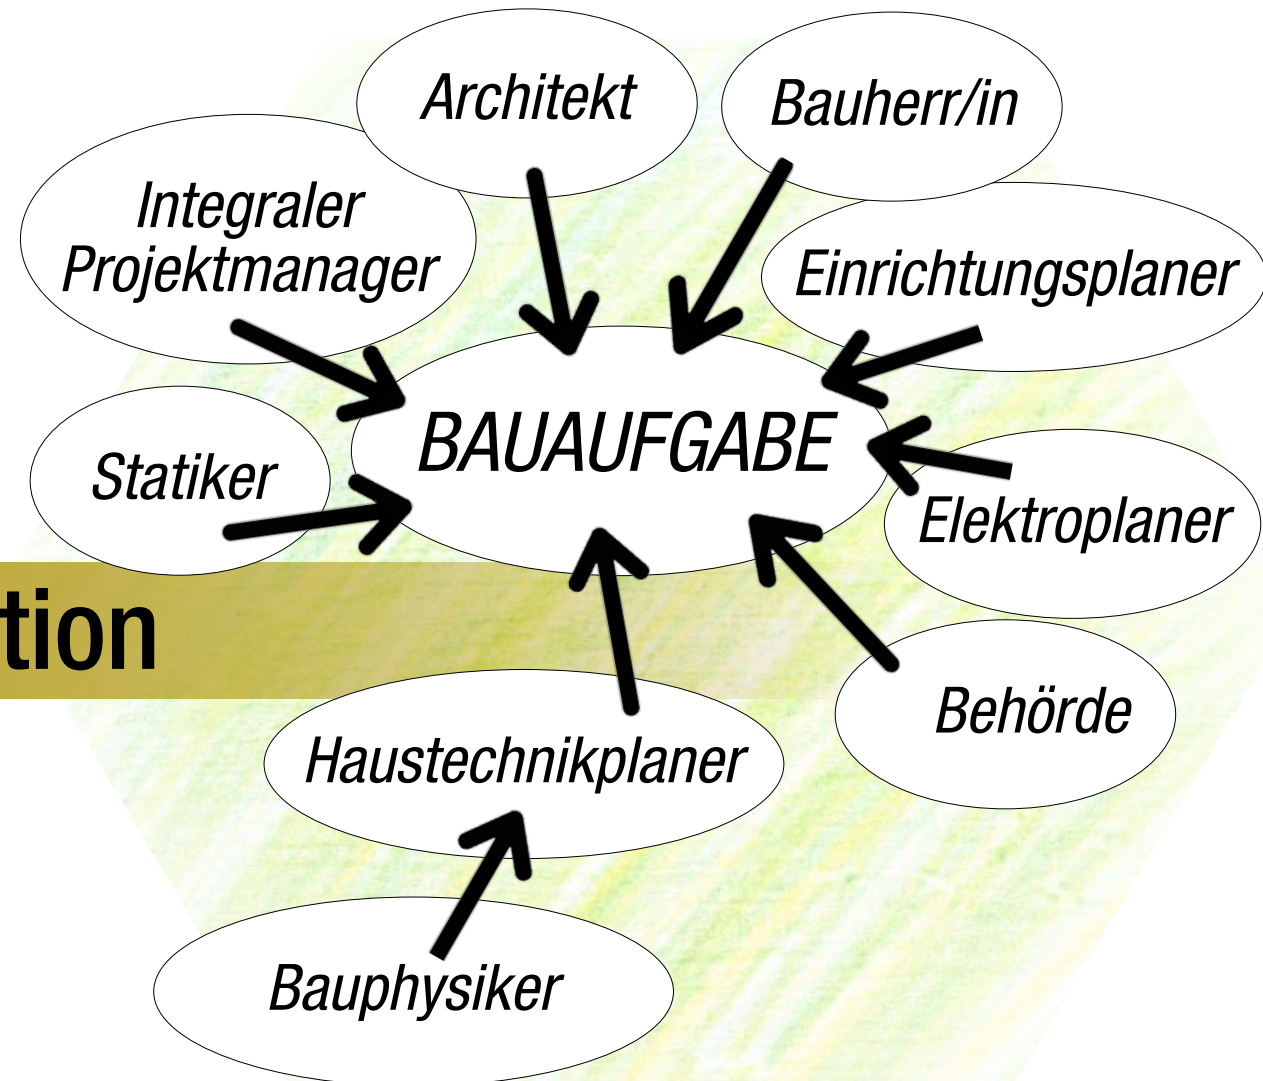 Architekt
Bauherr/in
Integraler
Projektmanager
Einrichtungsplaner
BAUAUFGABE
Statiker
Elektroplaner
tion
Behörde
Haustechnikplaner
Bauphysiker